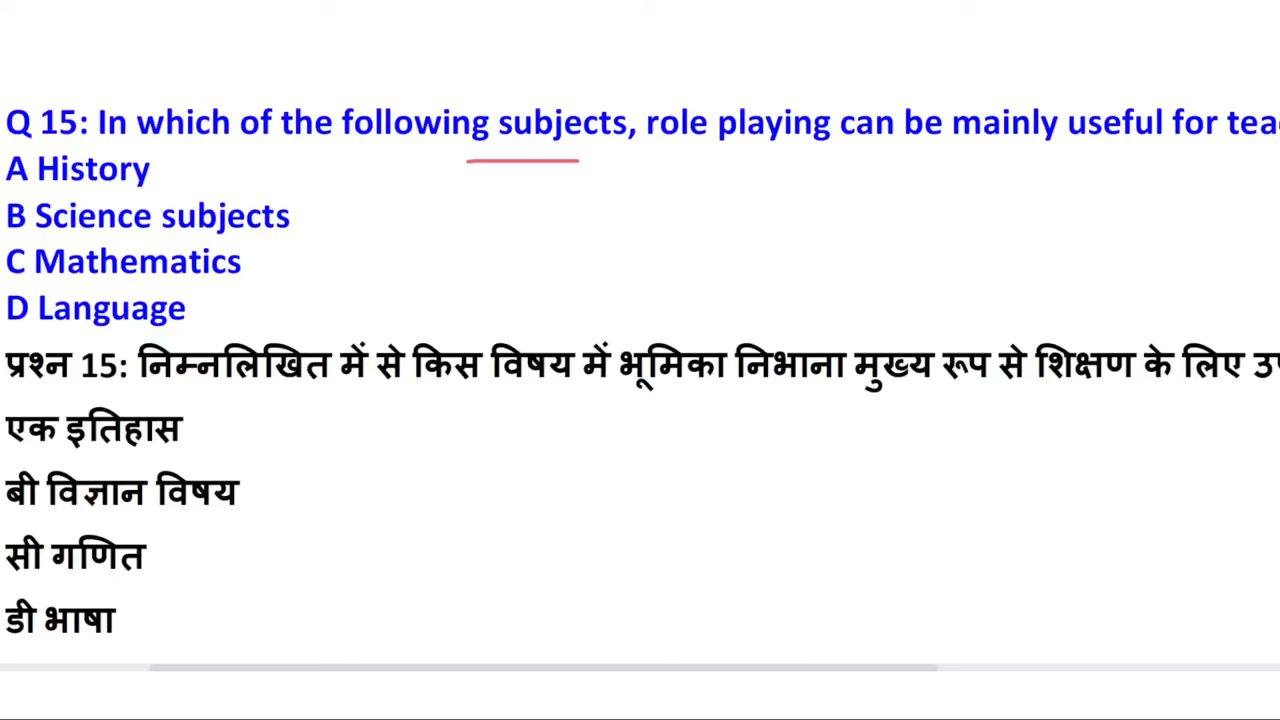 Q 15: In which of the following subjects, role playing can be mainly useful for
A History
B Science subjects
C Mathematics
D Language
प्रश्न 15: निम्नलिखित में से किस विषय में भूमिका निभाना मुख्य रूप से शिक्षण के लिए
एक इतिहास
बी विज्ञान विषय
सी गणित
डी भाषा